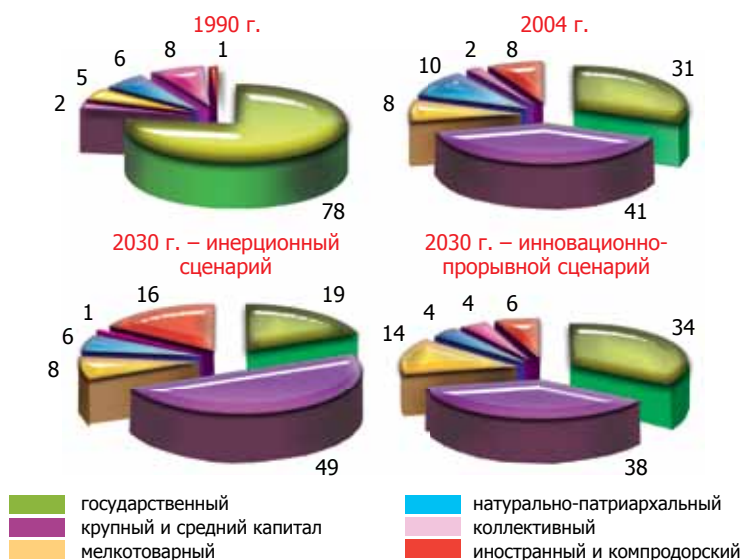 1990 г.
2004 г.
2
5
6
8
1
78
8
10
2
8
31
41
2030 г. – инерционный
сценарий
2030 г. – инновационно-
прорывной сценарий
8
6
1
16
19
49
14
4
4
6
34
38
государственный
крупный и средний капитал
мелкотоварный
натурально-патриархальный
коллективный
иностранный и компродорский